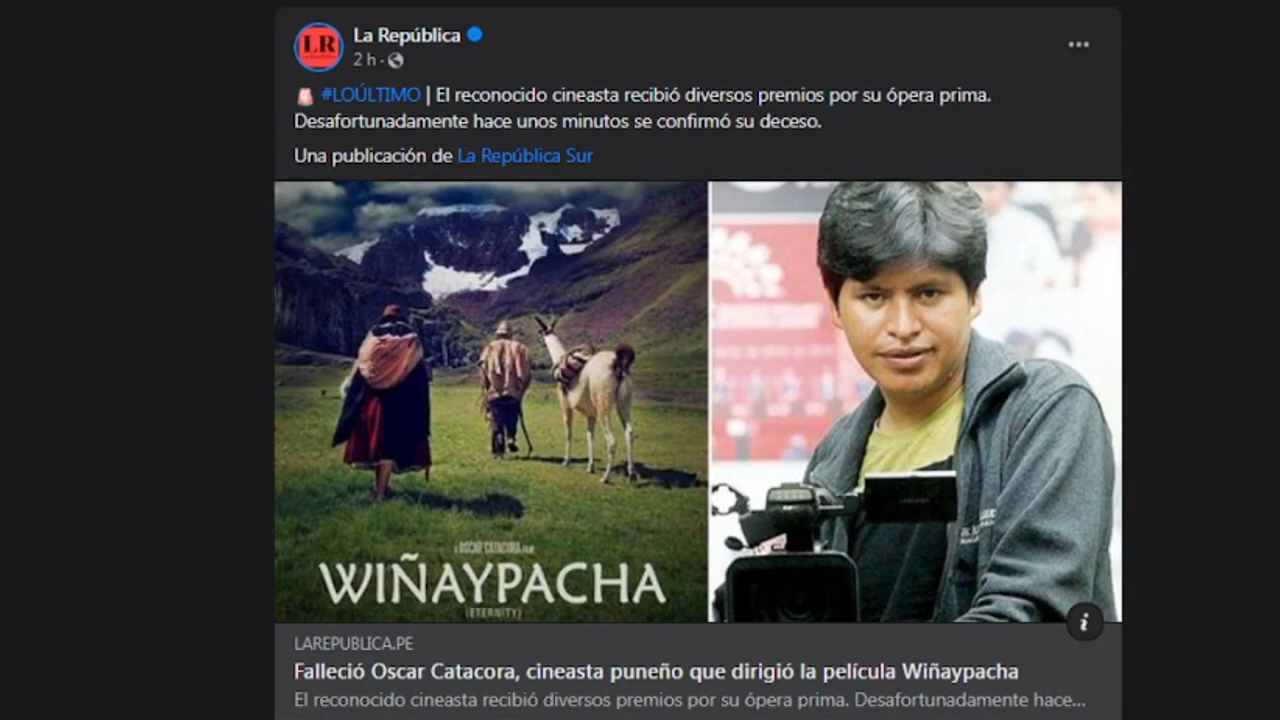 LR
La República
2 h ·
#LOÚLTIMO | El reconocido cineasta recibió diversos premios por su ópera prima.
Desafortunadamente hace unos minutos se confirmó su deceso.
Una publicación de La República Sur
OSCAR CATACORA
WIÑAYPACHA
(ETERNITY)
LAREPUBLICA.PE
Falleció Oscar Catacora, cineasta puneño que dirigió la película Wiñaypacha
El reconocido cineasta recibió diversos premios por su ópera prima. Desafortunadamente hace...